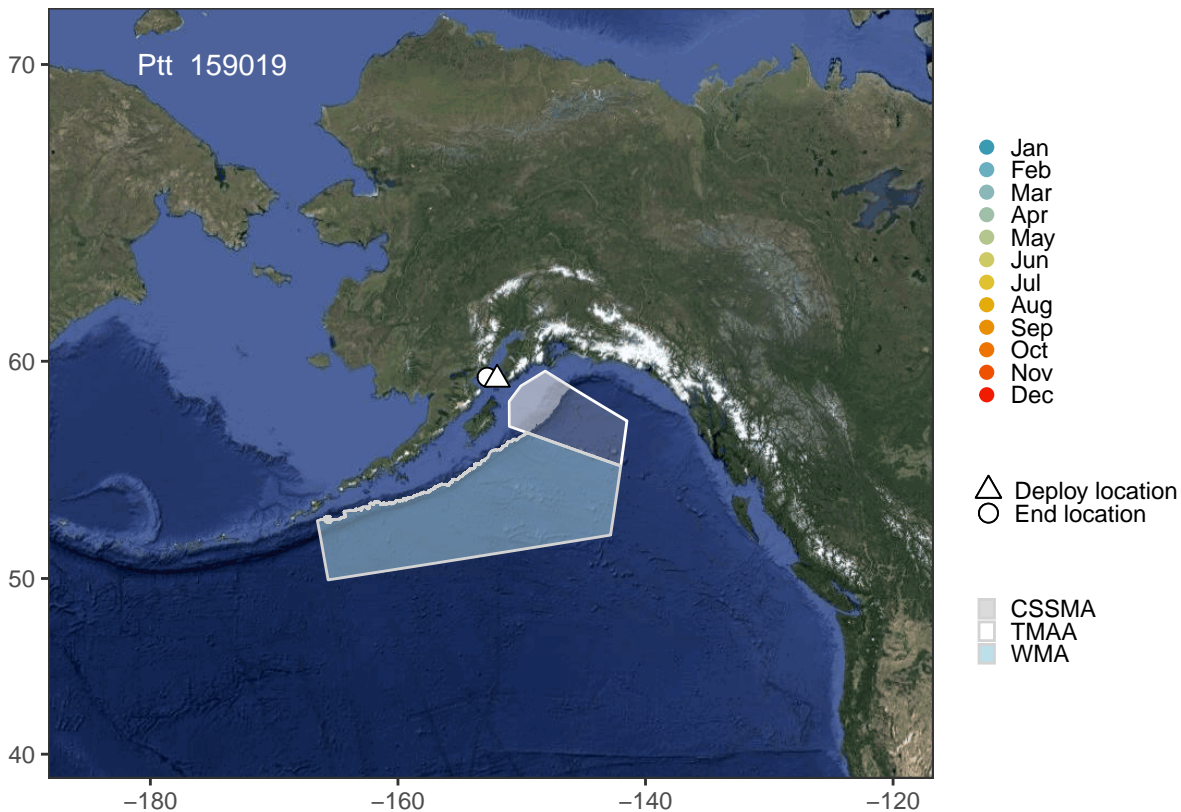 Ptt 159019
70
60
50
40
−180
−160
−140
−120
Jan
Feb
Mar
Apr
May
Jun
Jul
Aug
Sep
Oct
Nov
Dec
Deploy location
End location
CSSMA
TMAA
WMA